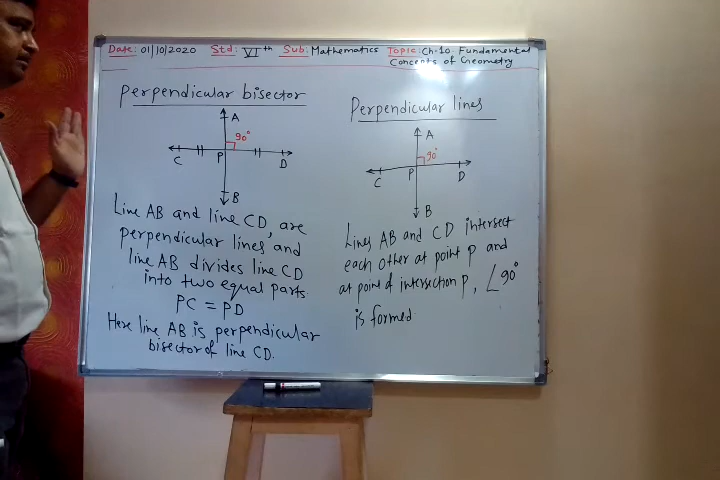 Date: 01/10/2020 Std: VIth Sub: Mathematics Topic: Ch-10 Fundamental
Concepts of Geometry
Perpendicular bisector
A
90°
C
P
D
B
Line AB and line CD, are
perpendicular lines and
line AB divides line CD
into two equal parts
PC = PD
Here line AB is perpendicular
bisector of line CD.
Perpendicular lines
A
90°
C
P
D
B
Lines AB and CD intersect
each other at point P and
at point of intersection P, ∠90°
is formed